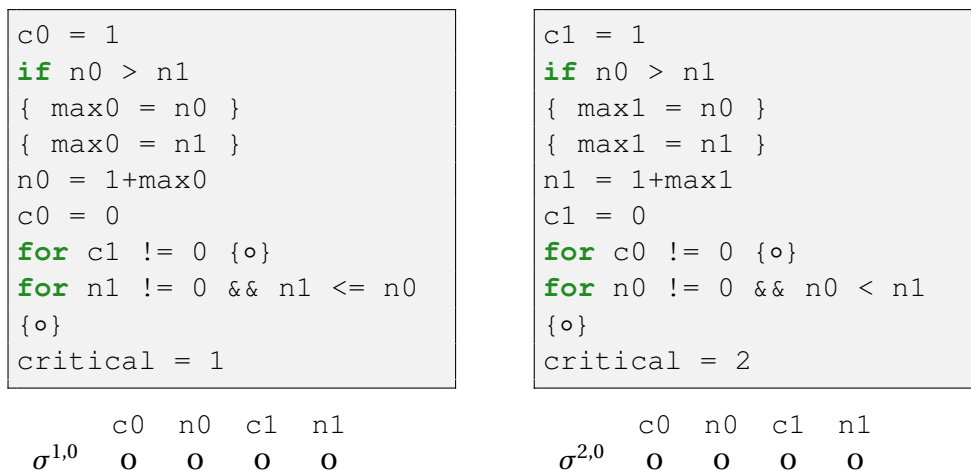 c0 = 1
if n0 > n1
{ max0 = n0 }
{ max0 = n1 }
n0 = 1+max0
c0 = 0
for c1 != 0 {∘}
for n1 != 0 && n1 <= n0
{∘}
critical = 1
c0 n0 c1 n1
σ^{1,0} 0 0 0 0
c1 = 1
if n0 > n1
{ max1 = n0 }
{ max1 = n1 }
n1 = 1+max1
c1 = 0
for c0 != 0 {∘}
for n0 != 0 && n0 < n1
{∘}
critical = 2
c0 n0 c1 n1
σ^{2,0} 0 0 0 0